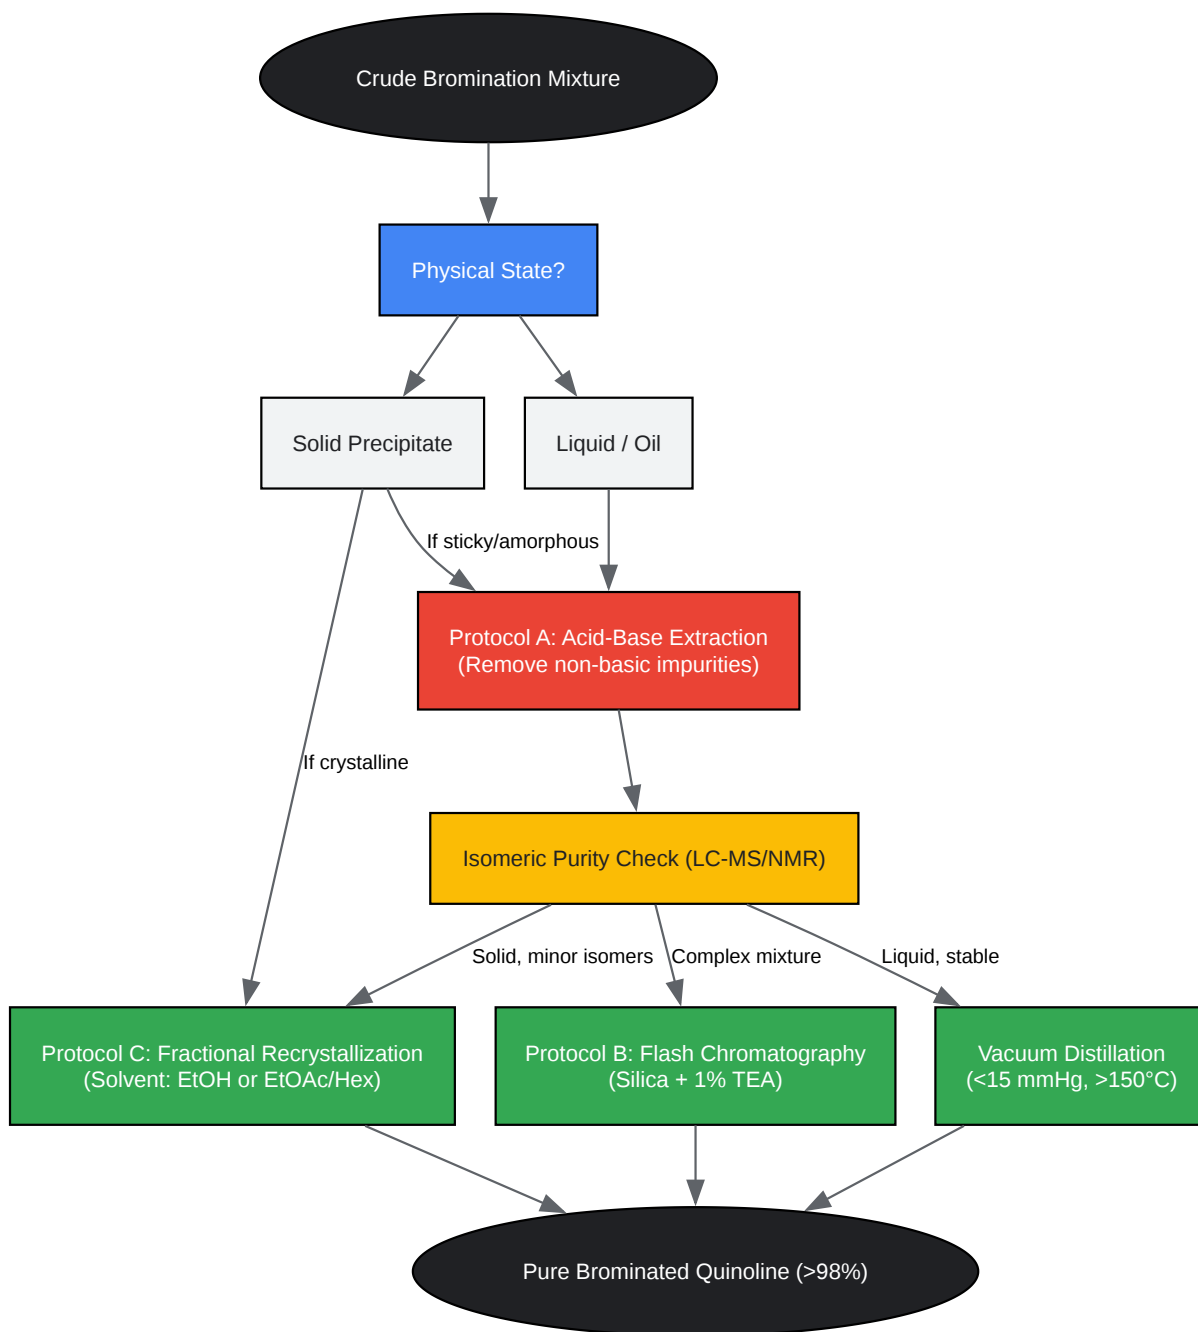 Crude Bromination Mixture
Physical State?
Solid Precipitate
Liquid / Oil
If sticky/amorphous
Protocol A: Acid-Base Extraction
(Remove non-basic impurities)
If crystalline
Isomeric Purity Check (LC-MS/NMR)
Solid, minor isomers
Complex mixture
Liquid, stable
Protocol C: Fractional Recrystallization
(Solvent: EtOH or EtOAc/Hex)
Protocol B: Flash Chromatography
(Silica + 1% TEA)
Vacuum Distillation
(<15 mmHg, >150°C)
Pure Brominated Quinoline (>98%)